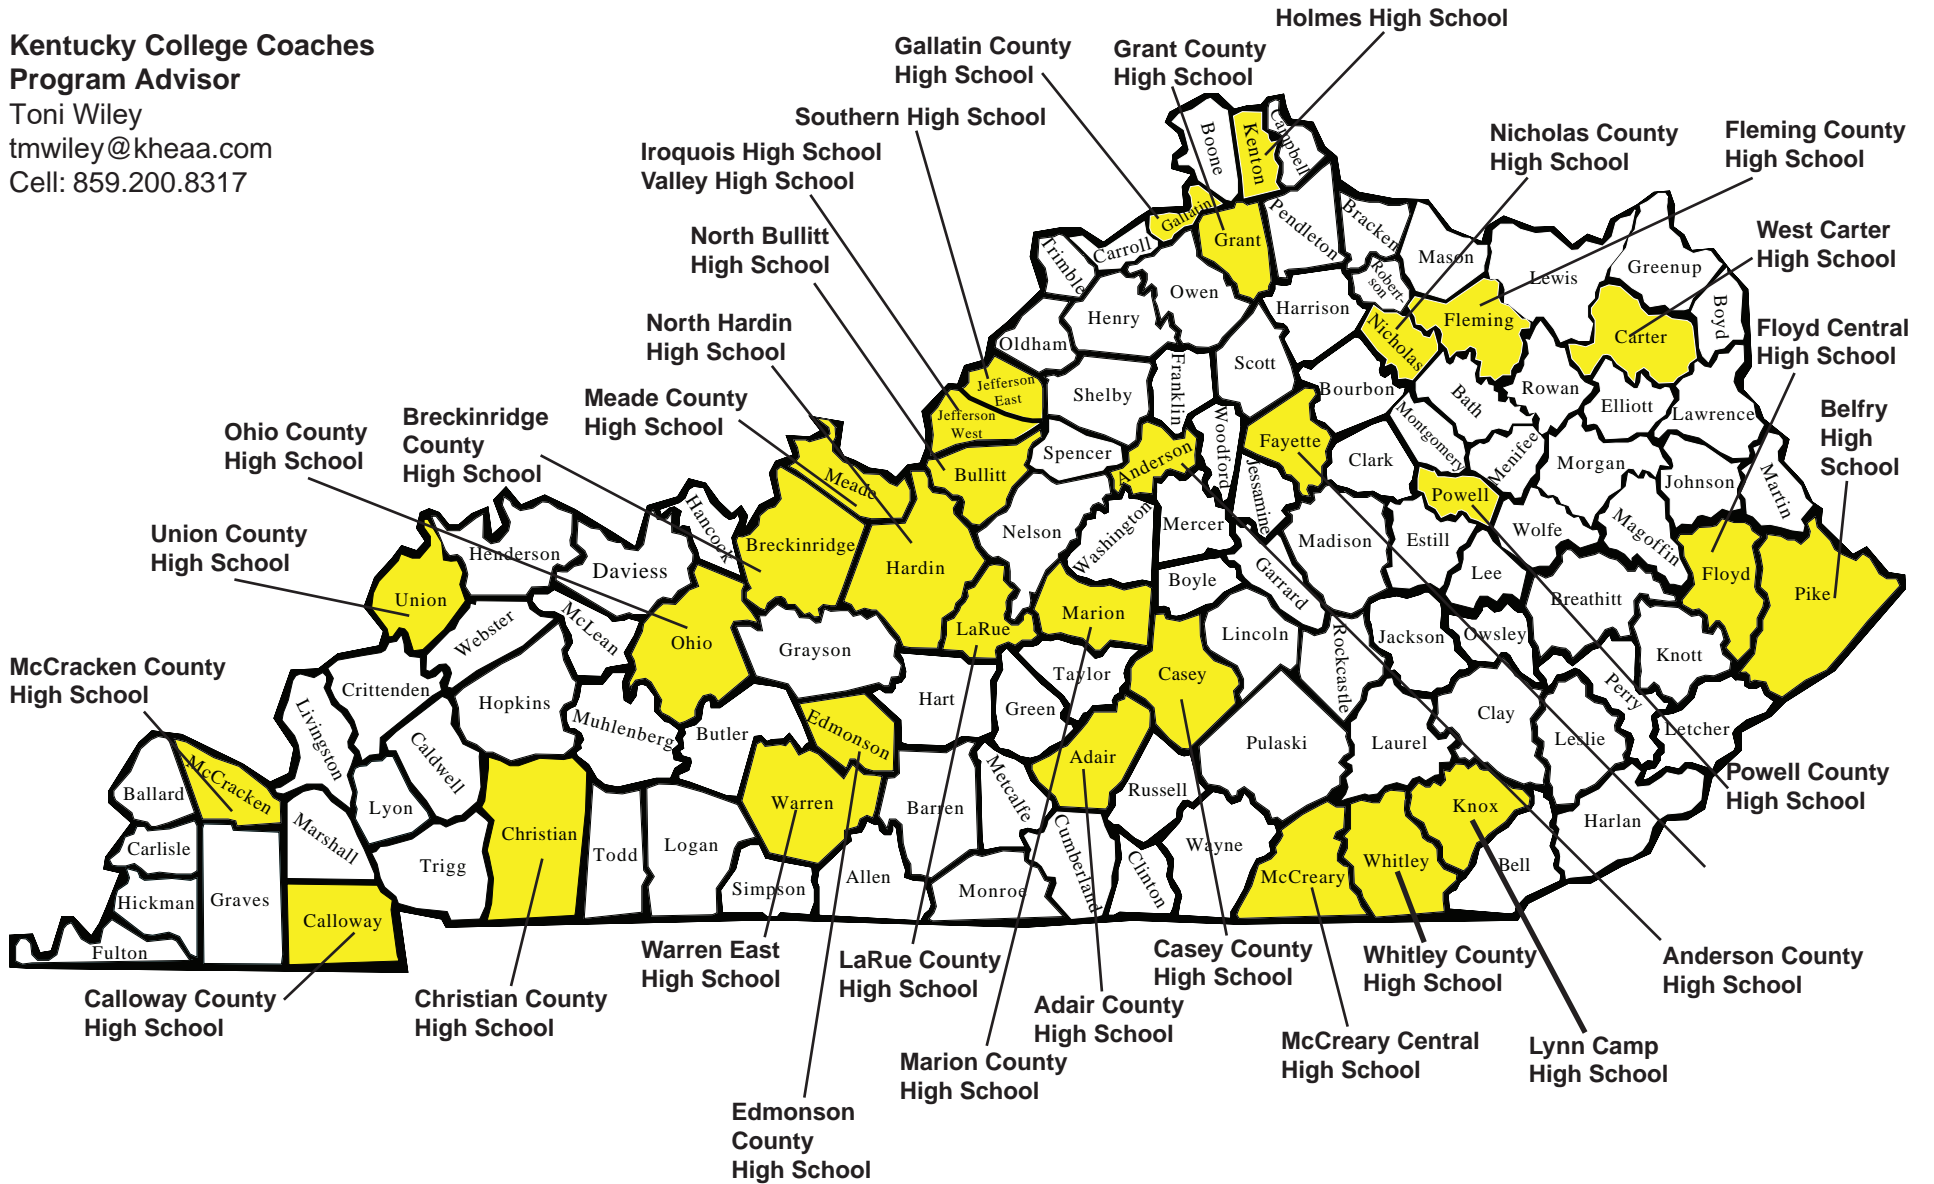 Kentucky College Coaches
Program Advisor
Toni Wiley
tmwiley@kheaa.com
Cell: 859.200.8317
Holmes High School
Gallatin County
High School
Grant County
High School
Southern High School
Iroquois High School
Valley High School
Nicholas County
High School
Fleming County
High School
North Bullitt
High School
West Carter
High School
North Hardin
High School
Floyd Central
High School
Meade County
High School
Breckinridge
County
High School
Ohio County
High School
Belfry
High
School
Union County
High School
McCracken County
High School
Powell County
High School
Calloway County
High School
Christian County
High School
Warren East
High School
LaRue County
High School
Casey County
High School
Whitley County
High School
Anderson County
High School
Adair County
High School
McCreary Central
High School
Lynn Camp
High School
Marion County
High School
Edmonson
County
High School
Boone
Kenton
Campbell
Gallatin
Grant
Pendleton
Bracken
Mason
Robert-
son
Lewis
Greenup
Boyd
Trimble
Carroll
Owen
Harrison
Nicholas
Fleming
Carter
Henry
Oldham
Jefferson
East
Jefferson
West
Shelby
Franklin
Scott
Bourbon
Bath
Rowan
Elliott
Lawrence
Meade
Bullitt
Spencer
Anderson
Woodford
Fayette
Clark
Montgomery
Menifee
Morgan
Johnson
Martin
Hancock
Breckinridge
Hardin
Nelson
Washington
Mercer
Jessamine
Madison
Estill
Powell
Wolfe
Magoffin
Floyd
Pike
Union
Henderson
Daviess
Webster
McLean
Ohio
Grayson
LaRue
Marion
Boyle
Garrard
Lincoln
Rockcastle
Jackson
Lee
Owsley
Breathitt
Knott
Perry
Letcher
Crittenden
Livingston
Hopkins
Muhlenberg
Butler
Edmonson
Hart
Green
Taylor
Casey
Pulaski
Laurel
Clay
Leslie
Ballard
McCracken
Caldwell
Lyon
Marshall
Christian
Todd
Logan
Warren
Barren
Metcalfe
Adair
Russell
Wayne
McCreary
Whitley
Knox
Bell
Harlan
Carlisle
Hickman
Fulton
Graves
Calloway
Trigg
Simpson
Allen
Monroe
Cumberland
Clinton